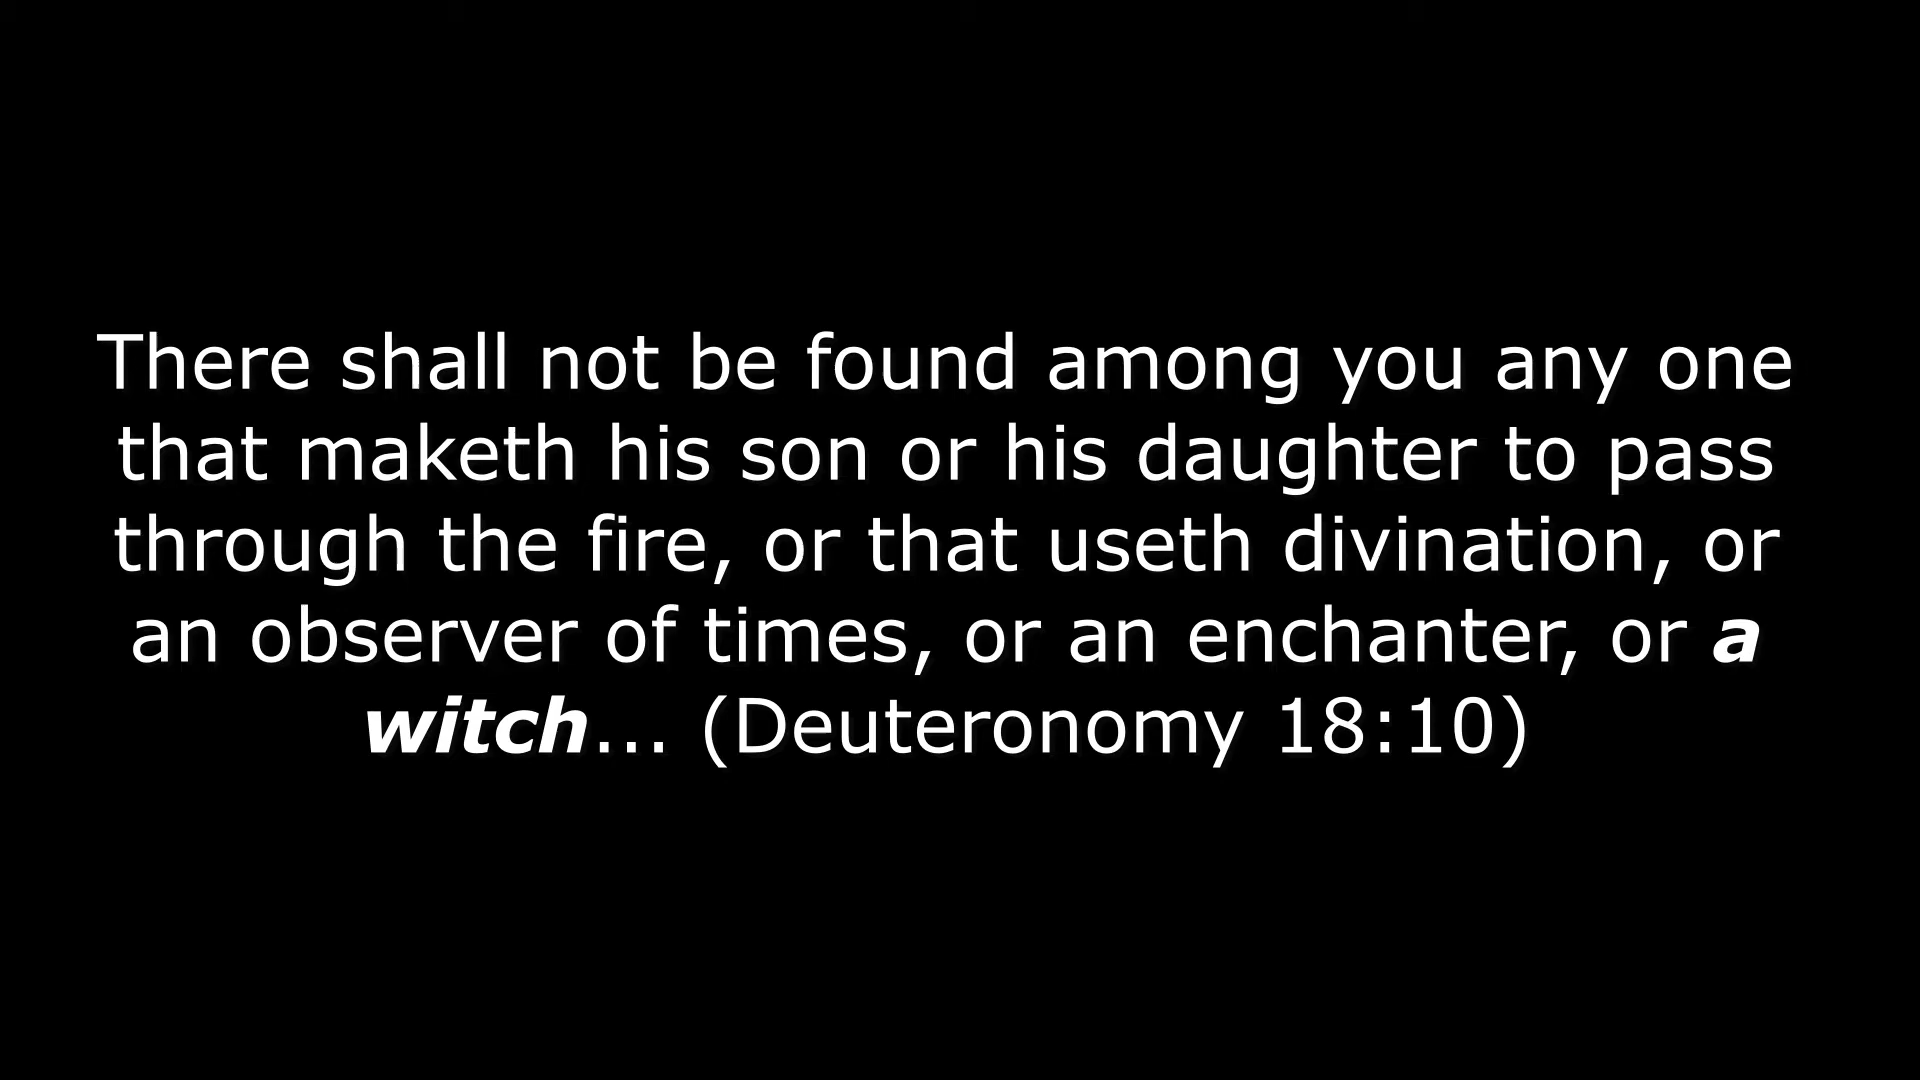 There shall not be found among you any one
that maketh his son or his daughter to pass
through the fire, or that useth divination, or
an observer of times, or an enchanter, or a
witch... (Deuteronomy 18:10)